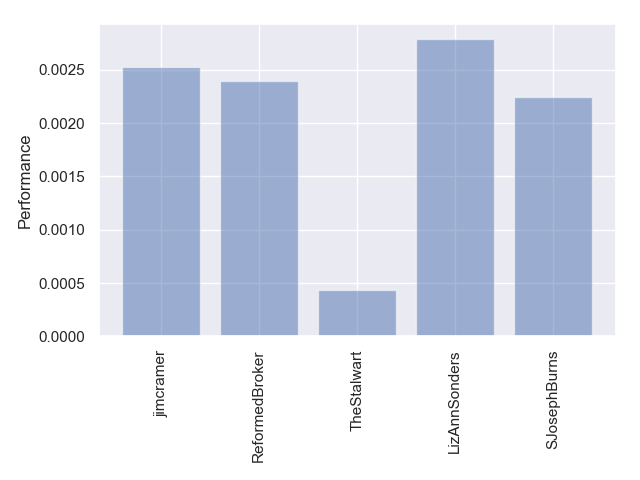 0.0025
0.0020
0.0015
0.0010
0.0005
0.0000
Performance
jimcramer
ReformedBroker
TheStalwart
LizAnnSonders
SJosephBurns